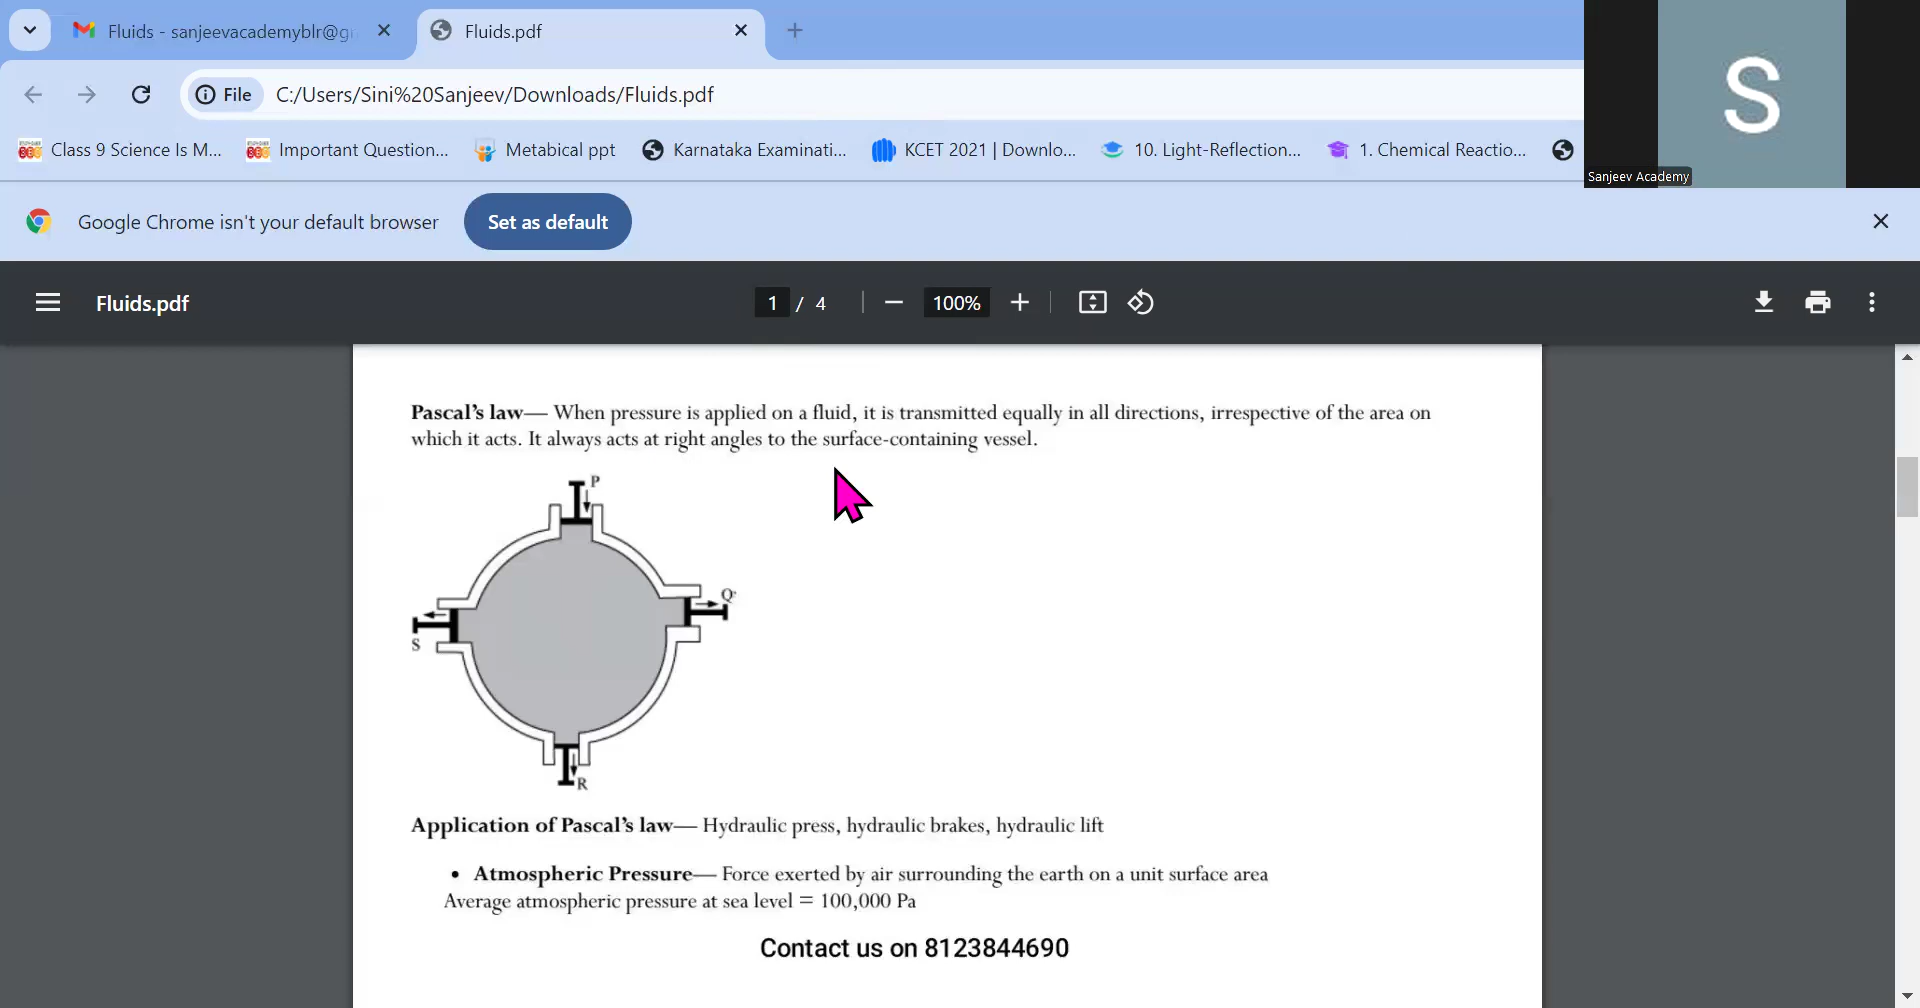 Fluids - sanjeevacademyblr@g
Fluids.pdf
File
C:/Users/Sini%20Sanjeev/Downloads/Fluids.pdf
S
Sanjeev Academy
Class 9 Science Is M...
Important Question...
Metabical ppt
Karnataka Examinati...
KCET 2021 | Downlo...
10. Light-Reflection...
1. Chemical Reactio...
Google Chrome isn't your default browser
Set as default
Fluids.pdf
1 / 4
100%
Pascal's law— When pressure is applied on a fluid, it is transmitted equally in all directions, irrespective of the area on
which it acts. It always acts at right angles to the surface-containing vessel.
P
Q
S
R
Application of Pascal's law— Hydraulic press, hydraulic brakes, hydraulic lift
• Atmospheric Pressure— Force exerted by air surrounding the earth on a unit surface area
Average atmospheric pressure at sea level = 100,000 Pa
Contact us on 8123844690